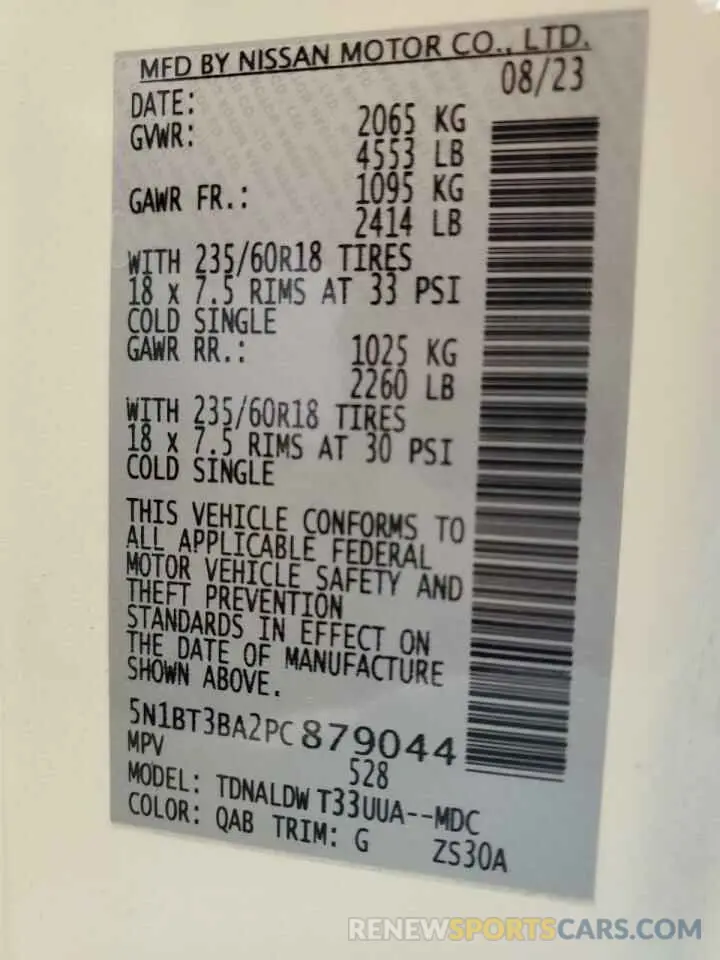 MFD BY NISSAN MOTOR CO., LTD.
DATE: 08/23
GVWR: 2065 KG
4553 LB
GAWR FR.: 1095 KG
2414 LB
WITH 235/60R18 TIRES
18 x 7.5 RIMS AT 33 PSI
COLD SINGLE
GAWR RR.: 1025 KG
2260 LB
WITH 235/60R18 TIRES
18 x 7.5 RIMS AT 30 PSI
COLD SINGLE
THIS VEHICLE CONFORMS TO
ALL APPLICABLE FEDERAL
MOTOR VEHICLE SAFETY AND
THEFT PREVENTION
STANDARDS IN EFFECT ON
THE DATE OF MANUFACTURE
SHOWN ABOVE.
5N1BT3BA2PC879044
MPV 528
MODEL: TDNALDW T33UUA--MDC
COLOR: QAB TRIM: G ZS30A
RENEWSPORTSCARS.COM